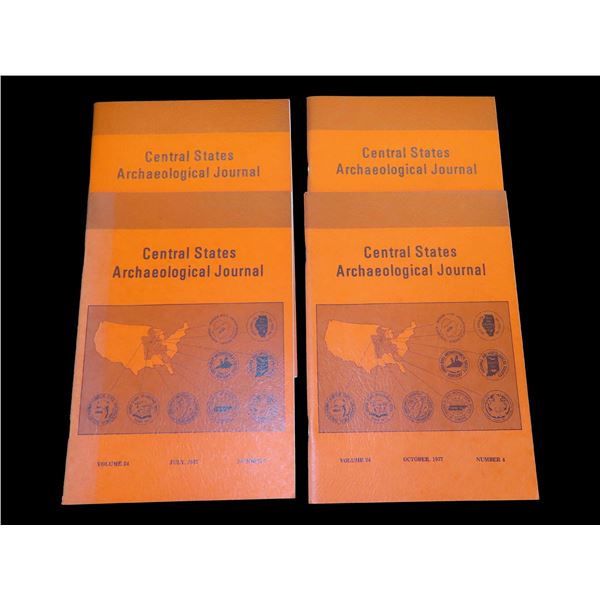 Central States
Archaeological Journal
Central States
Archaeological Journal
Central States
Archaeological Journal
VOLUME 24 JULY, 1977
Central States
Archaeological Journal
VOLUME 24 OCTOBER, 1977 NUMBER 4